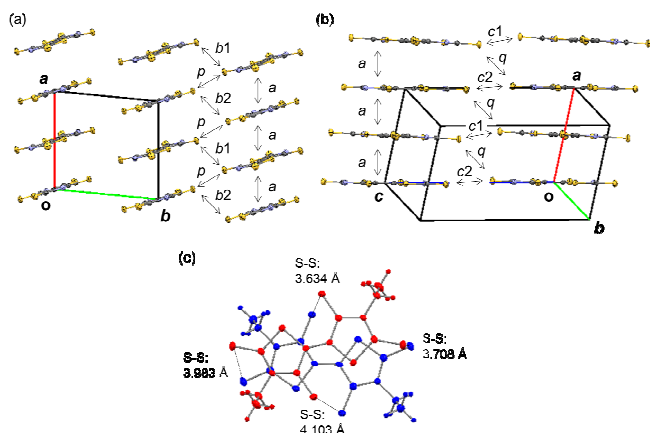 (a)
b1
p
a
a
b2
p
b1
a
p
b2
a
o
b
(b)
c1
a
q
c2
a
a
q
c1
a
q
c2
c
o
b
(c)
S-S:
3.634 Å
S-S:
3.708 Å
S-S:
3.983 Å
S-S:
4.103 Å